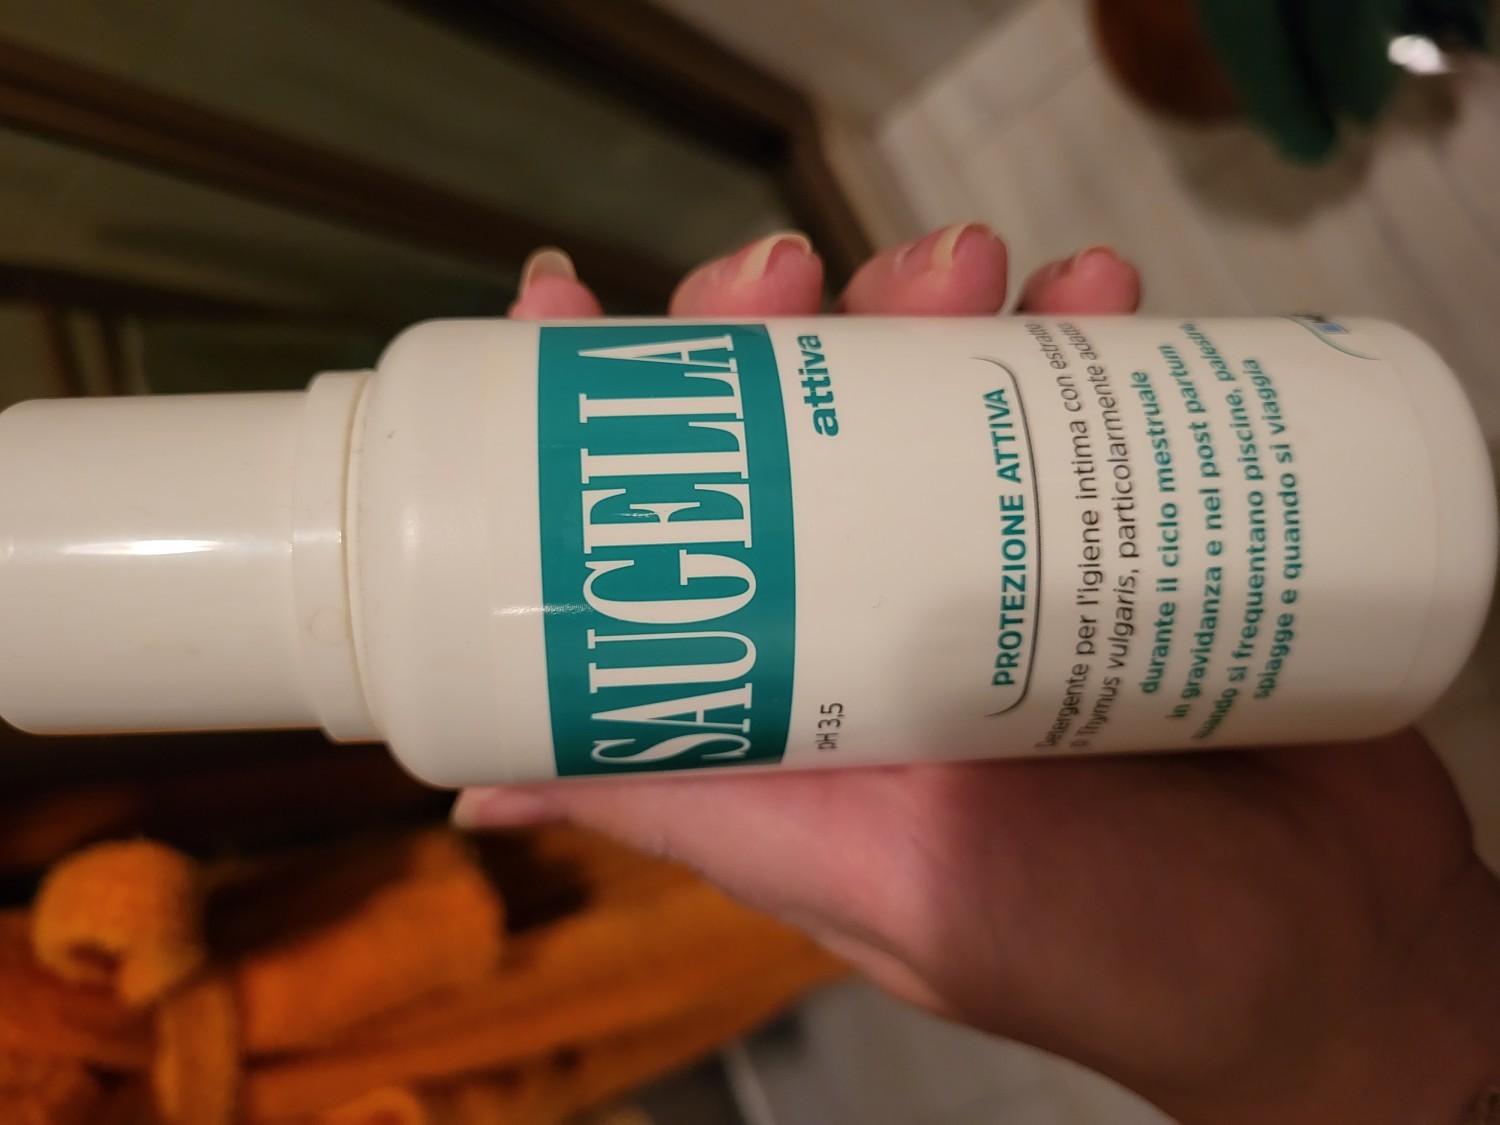 SAUGELLA
attiva
pH 3,5
PROTEZIONE ATTIVA
Detergente per l'igiene intima con estratto
di Thymus vulgaris, particolarmente adatto
durante il ciclo mestruale
in gravidanza e nel post partum
quando si frequentano piscine, palestre,
spiagge e quando si viaggia